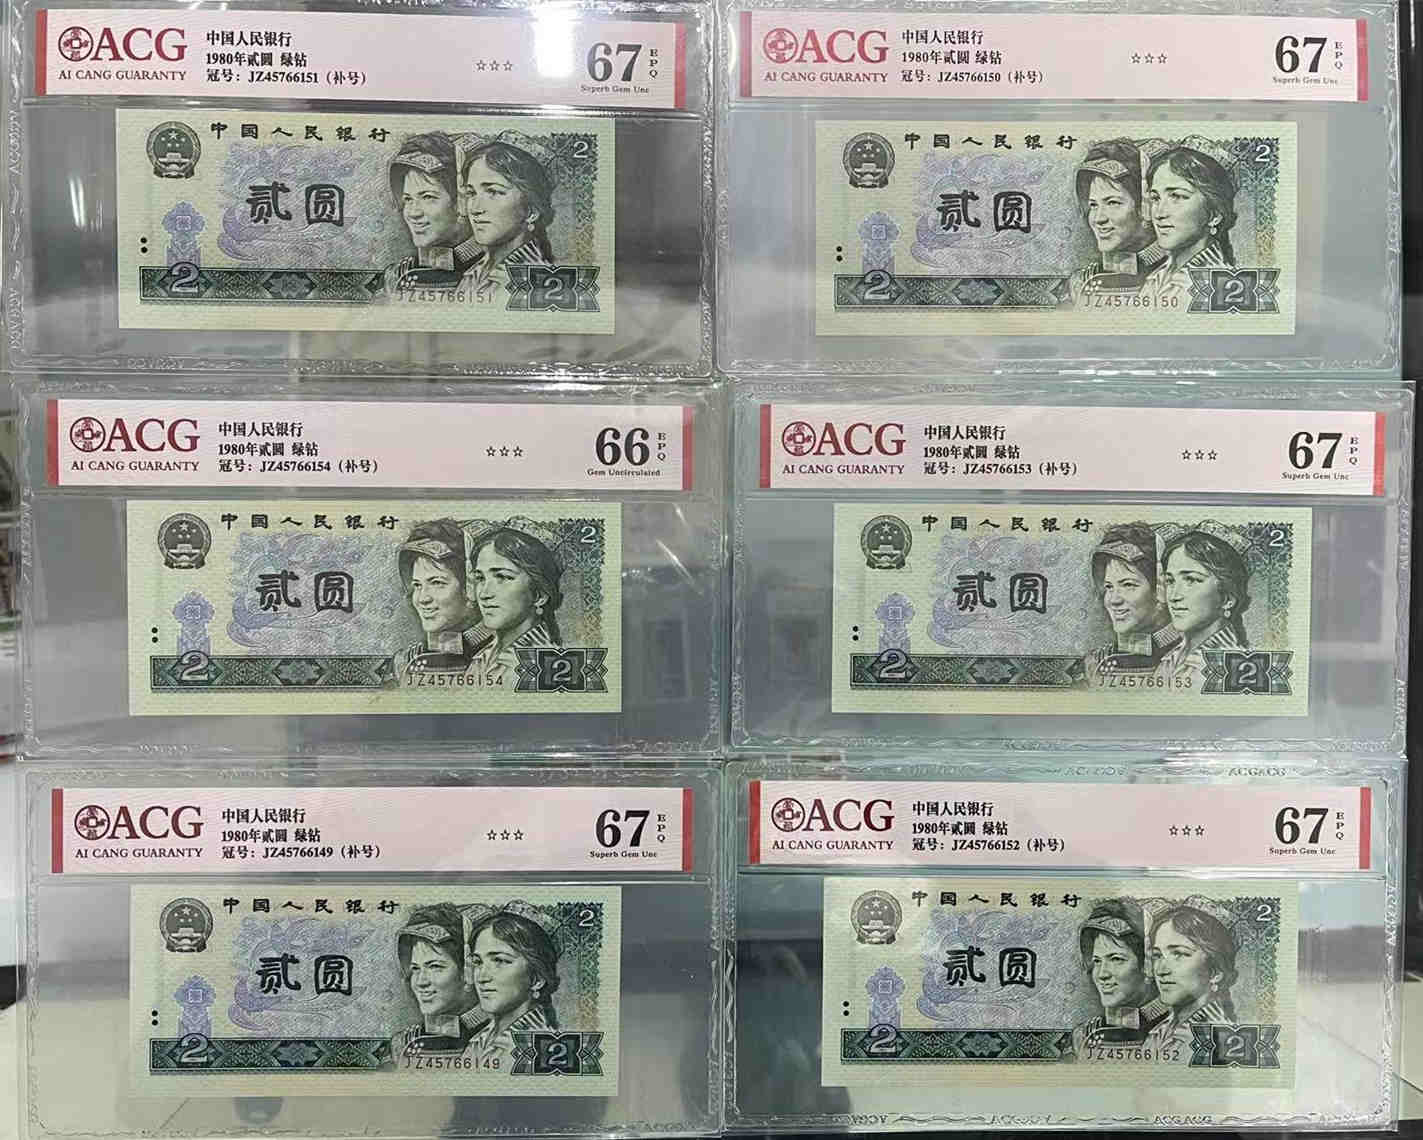 ACG
AI CANG GUARANTY
中国人民银行
1980年贰圆 绿钻
冠号：JZ45766151（补号）
☆☆☆
67
EPQ
Superb Gem Unc
中国人民银行
2
贰圆
2
JZ45766151
2
ACG
AI CANG GUARANTY
中国人民银行
1980年贰圆 绿钻
冠号：JZ45766150（补号）
☆☆☆
67
EPQ
Superb Gem Unc
中国人民银行
2
贰圆
2
JZ45766150
2
ACG
AI CANG GUARANTY
中国人民银行
1980年贰圆 绿钻
冠号：JZ45766154（补号）
☆☆☆
66
EPQ
Gem Uncirculated
中国人民银行
2
贰圆
2
JZ45766154
2
ACG
AI CANG GUARANTY
中国人民银行
1980年贰圆 绿钻
冠号：JZ45766153（补号）
☆☆☆
67
EPQ
Superb Gem Unc
中国人民银行
2
贰圆
2
JZ45766153
2
ACG
AI CANG GUARANTY
中国人民银行
1980年贰圆 绿钻
冠号：JZ45766149（补号）
☆☆☆
67
EPQ
Superb Gem Unc
中国人民银行
2
贰圆
2
JZ45766149
2
ACG
AI CANG GUARANTY
中国人民银行
1980年贰圆 绿钻
冠号：JZ45766152（补号）
☆☆☆
67
EPQ
Superb Gem Unc
中国人民银行
2
贰圆
2
JZ45766152
2